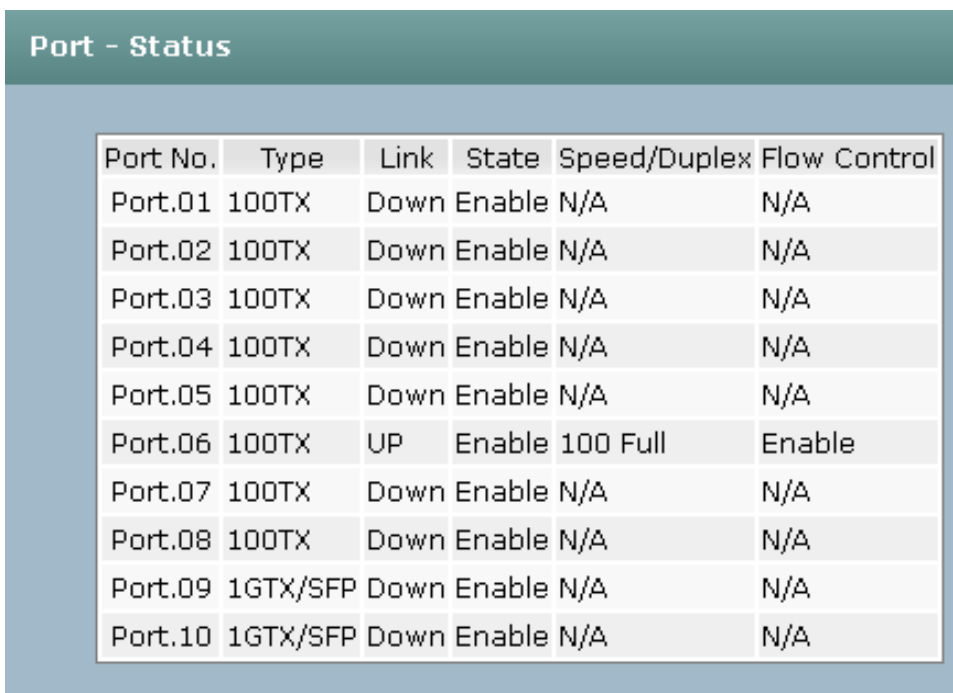 Port - Status
Port No. Type Link State Speed/Duplex Flow Control
Port.01 100TX Down Enable N/A N/A
Port.02 100TX Down Enable N/A N/A
Port.03 100TX Down Enable N/A N/A
Port.04 100TX Down Enable N/A N/A
Port.05 100TX Down Enable N/A N/A
Port.06 100TX UP Enable 100 Full Enable
Port.07 100TX Down Enable N/A N/A
Port.08 100TX Down Enable N/A N/A
Port.09 1GTX/SFP Down Enable N/A N/A
Port.10 1GTX/SFP Down Enable N/A N/A